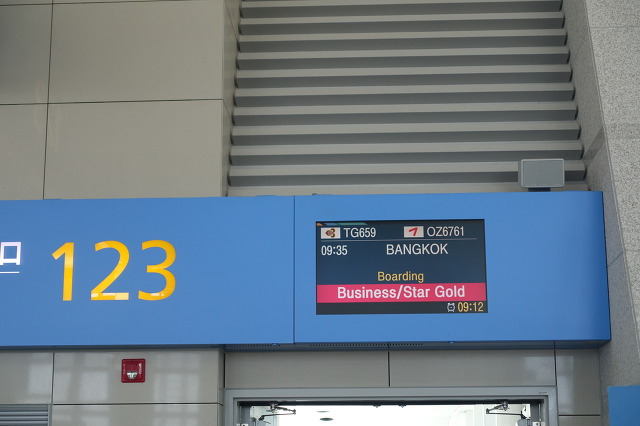 123
TG659 OZ6761
09:35 BANGKOK
Boarding
Business/Star Gold
09:12